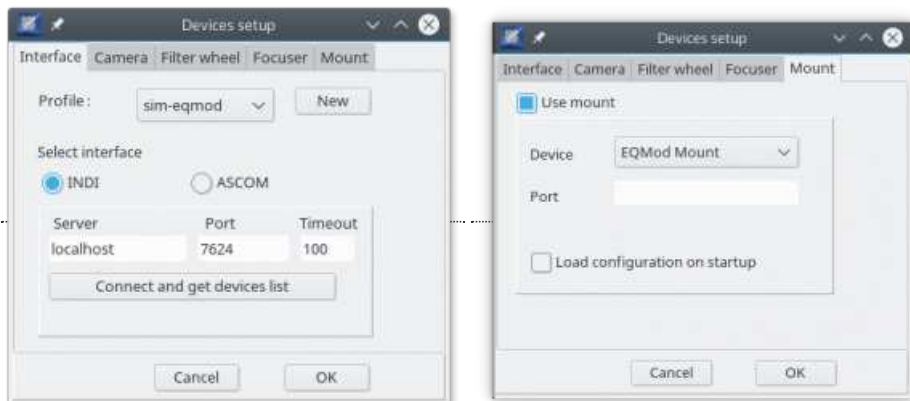 Devices setup
Interface Camera Filter wheel Focuser Mount
Profile: sim-eqmod New
Select interface
INDI ASCOM
Server Port Timeout
localhost 7624 100
Connect and get devices list
Cancel OK
Devices setup
Interface Camera Filter wheel Focuser Mount
Use mount
Device EQMod Mount
Port
Load configuration on startup
Cancel OK